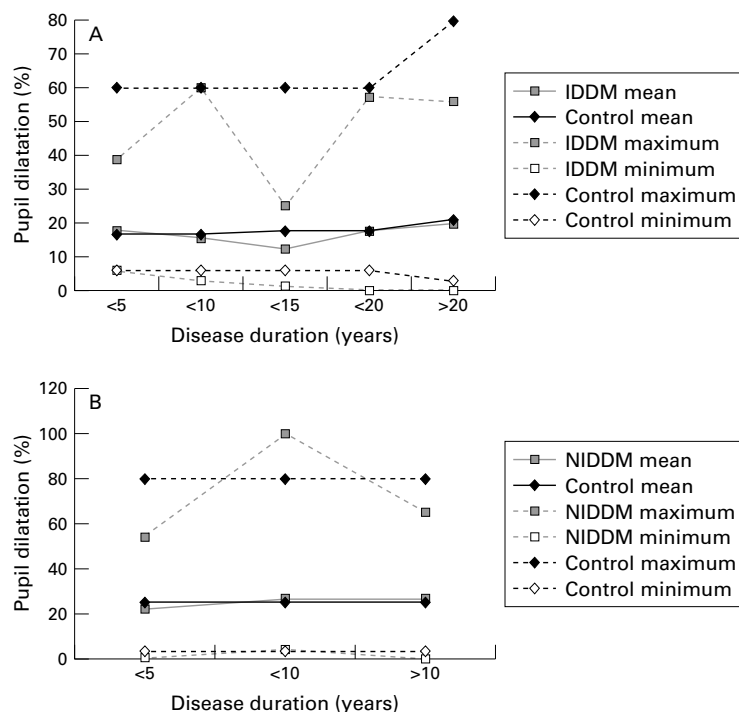 A
80
70
60
50
40
30
20
10
0
Pupil dilatation (%)
<5 <10 <15 <20 >20
Disease duration (years)
IDDM mean
Control mean
IDDM maximum
IDDM minimum
Control maximum
Control minimum
B
120
100
80
60
40
20
0
Pupil dilatation (%)
<5 <10 >10
Disease duration (years)
NIDDM mean
Control mean
NIDDM maximum
NIDDM minimum
Control maximum
Control minimum